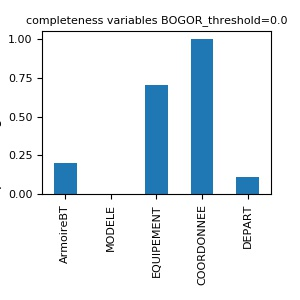 completeness variables BOGOR_threshold=0.0
1.00
0.75
0.50
0.25
0.00
ArmoireBT
MODELE
EQUIPEMENT
COORDONNEE
DEPART